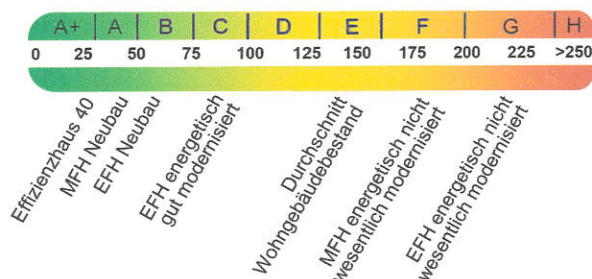 A+ A B C D E F G H
0 25 50 75 100 125 150 175 200 225 >250
Effizienzhaus 40
MFH Neubau
EFH Neubau
EFH energetisch
gut modernisiert
Durchschnitt
Wohngebäudebestand
MFH energetisch nicht
wesentlich modernisiert
EFH energetisch nicht
wesentlich modernisiert